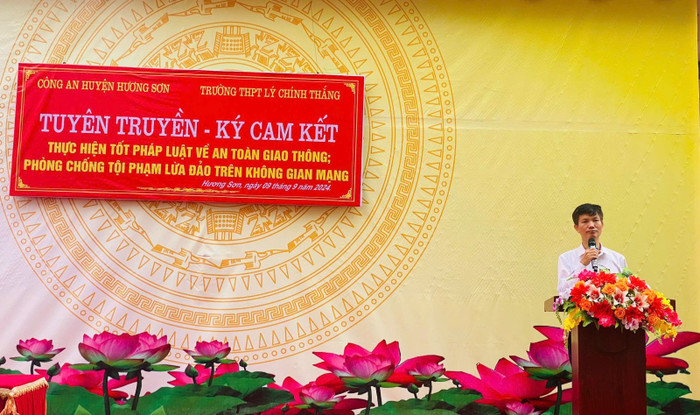 CÔNG AN HUYỆN HƯƠNG SƠN TRƯỜNG THPT LÝ CHÍNH THẮNG
TUYÊN TRUYỀN - KÝ CAM KẾT
THỰC HIỆN TỐT PHÁP LUẬT VỀ AN TOÀN GIAO THÔNG;
PHÒNG CHỐNG TỘI PHẠM LỪA ĐẢO TRÊN KHÔNG GIAN MẠNG
Hương Sơn, ngày 09 tháng 9 năm 2024.